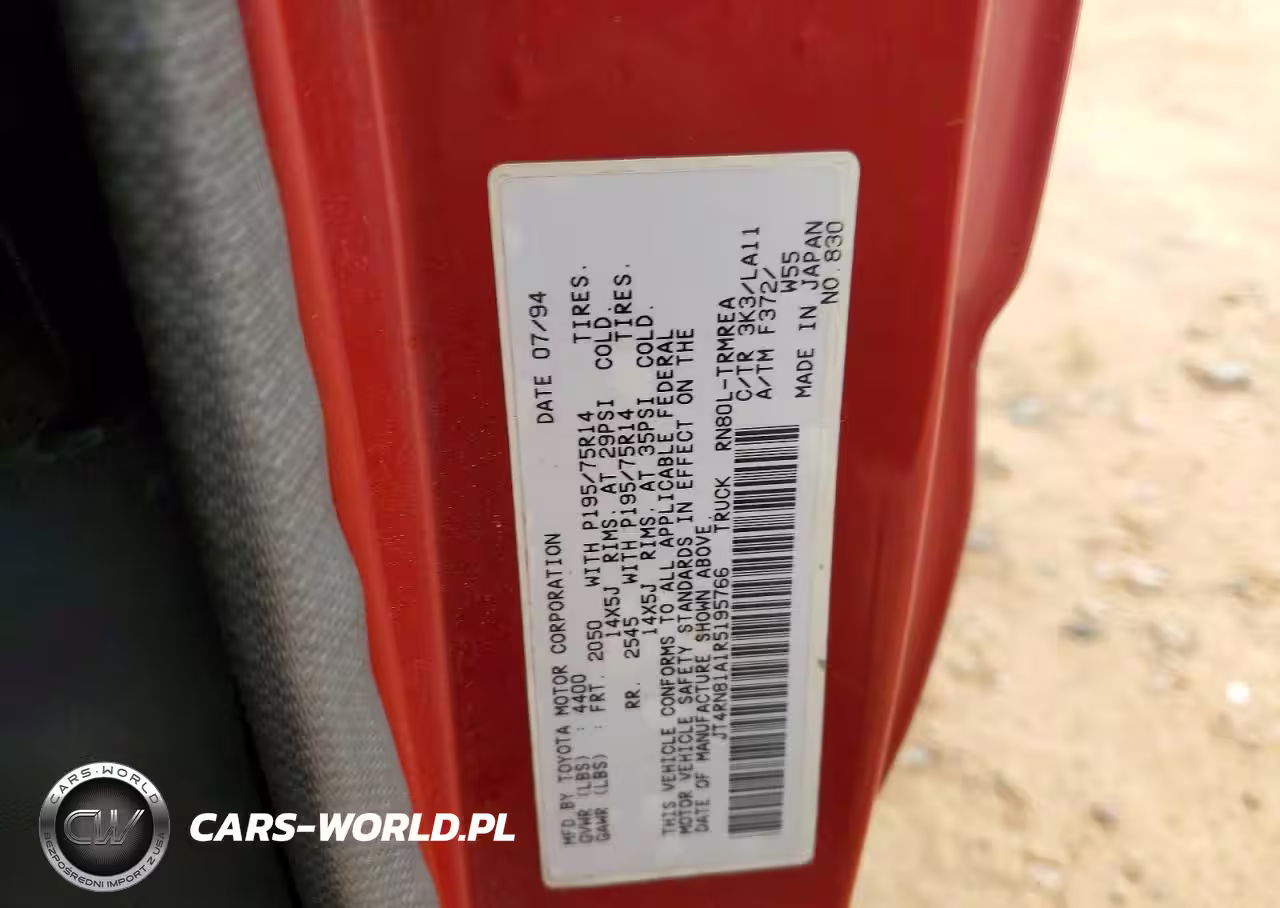 MFD BY TOYOTA MOTOR CORPORATION DATE 07/94
GVWR (LBS) : 4400
GAWR (LBS) : FRT. 2050 WITH P195/75R14 TIRES.
14X5J RIMS. AT 29PSI COLD.
RR. 2545 WITH P195/75R14 TIRES.
14X5J RIMS. AT 35PSI COLD.
THIS VEHICLE CONFORMS TO ALL APPLICABLE FEDERAL
MOTOR VEHICLE SAFETY STANDARDS IN EFFECT ON THE
DATE OF MANUFACTURE SHOWN ABOVE.
JT4RN81A1R5195766 TRUCK RN80L-TRMREA
C/TR 3K3/LA11
A/TM F372/
W55
MADE IN JAPAN
NO.830
CARS-WORLD
CW
BEZPOŚREDNI IMPORT Z USA
CARS-WORLD.PL